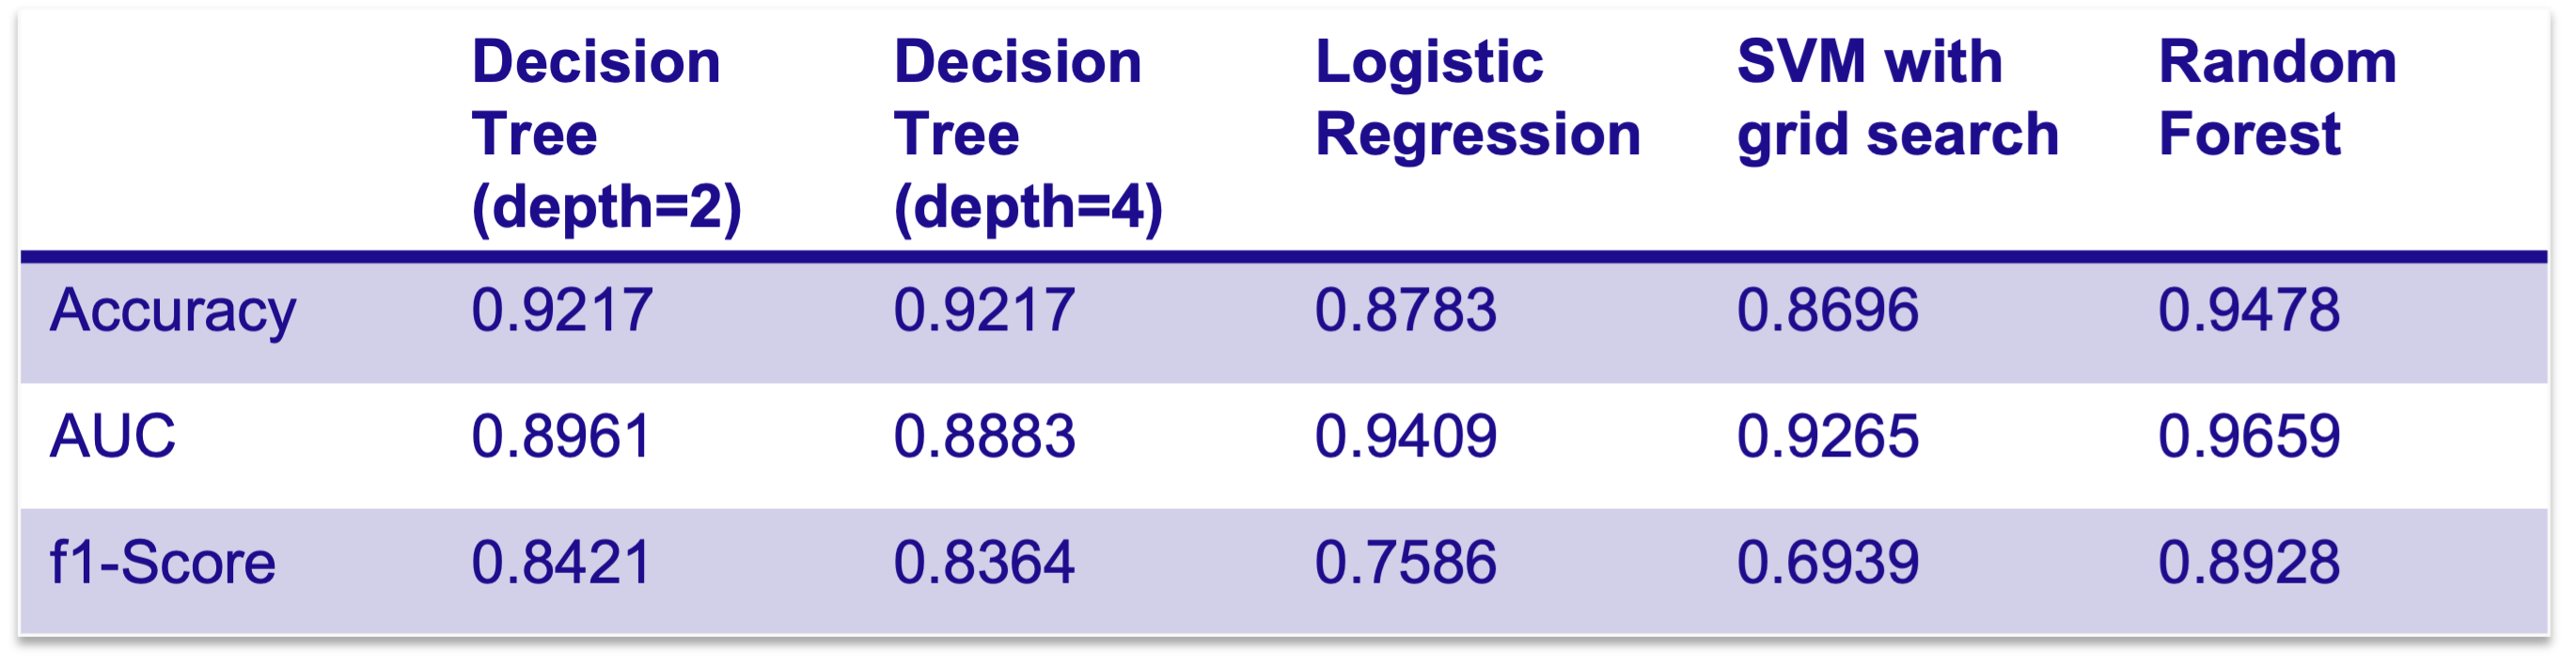 Decision Tree (depth=2) Decision Tree (depth=4) Logistic Regression SVM with grid search Random Forest
Accuracy 0.9217 0.9217 0.8783 0.8696 0.9478
AUC 0.8961 0.8883 0.9409 0.9265 0.9659
f1-Score 0.8421 0.8364 0.7586 0.6939 0.8928